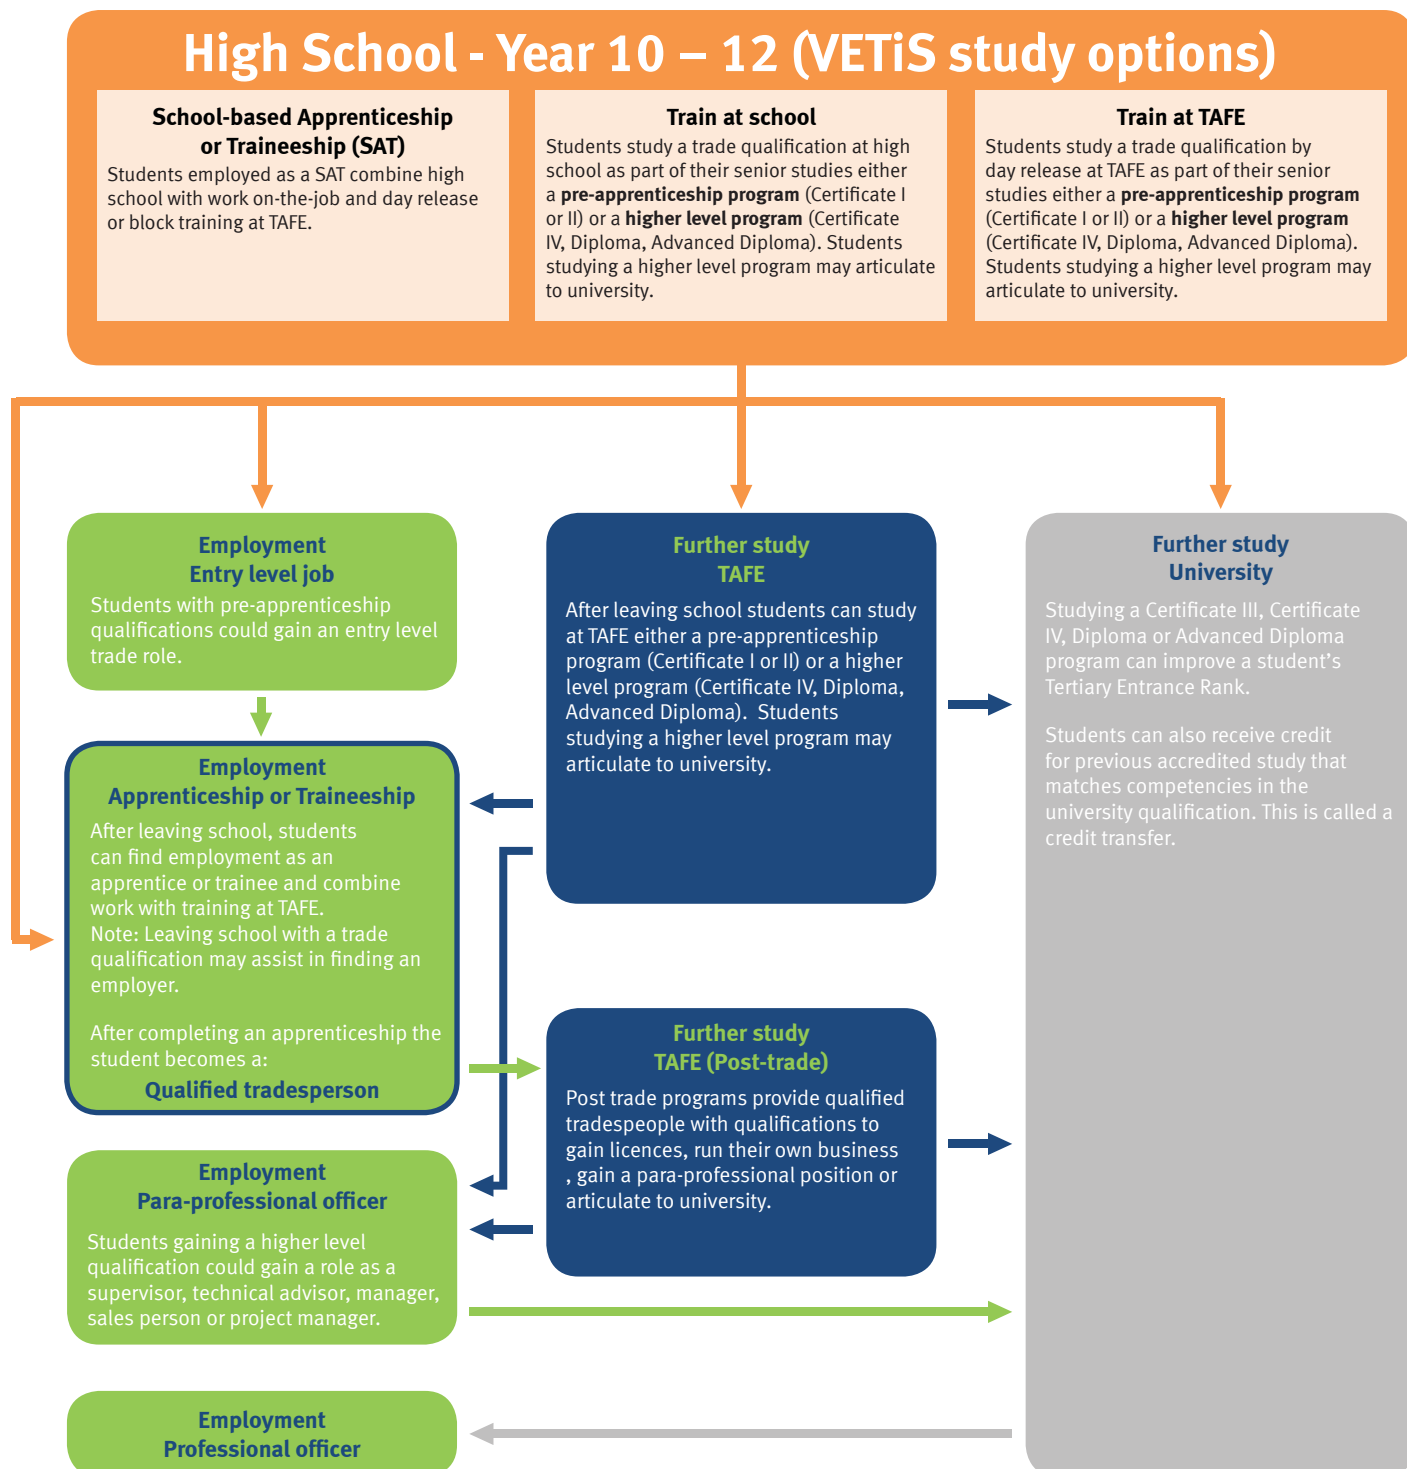 High School - Year 10 – 12 (VETiS study options)
School-based Apprenticeship
or Traineeship (SAT)
Students employed as a SAT combine high
school with work on-the-job and day release
or block training at TAFE.
Train at school
Students study a trade qualification at high
school as part of their senior studies either
a pre-apprenticeship program (Certificate I
or II) or a higher level program (Certificate
IV, Diploma, Advanced Diploma). Students
studying a higher level program may articulate
to university.
Train at TAFE
Students study a trade qualification by
day release at TAFE as part of their senior
studies either a pre-apprenticeship program
(Certificate I or II) or a higher level program
(Certificate IV, Diploma, Advanced Diploma).
Students studying a higher level program may
articulate to university.
Employment
Entry level job
Students with pre-apprenticeship
qualifications could gain an entry level
trade role.
Further study
TAFE
After leaving school students can study
at TAFE either a pre-apprenticeship
program (Certificate I or II) or a higher
level program (Certificate IV, Diploma,
Advanced Diploma).  Students
studying a higher level program may
articulate to university.
Further study
University
Studying a Certificate III, Certificate
IV, Diploma or Advanced Diploma
program can improve a student’s
Tertiary Entrance Rank.
Students can also receive credit
for previous accredited study that
matches competencies in the
university qualification. This is called a
credit transfer.
Employment
Apprenticeship or Traineeship
After leaving school, students
can find employment as an
apprentice or trainee and combine
work with training at TAFE.
Note: Leaving school with a trade
qualification may assist in finding an
employer.
After completing an apprenticeship the
student becomes a:
Qualified tradesperson
Further study
TAFE (Post-trade)
Post trade programs provide qualified
tradespeople with qualifications to
gain licences, run their own business
, gain a para-professional position or
articulate to university.
Employment
Para-professional officer
Students gaining a higher level
qualification could gain a role as a
supervisor, technical advisor, manager,
sales person or project manager.
Employment
Professional officer